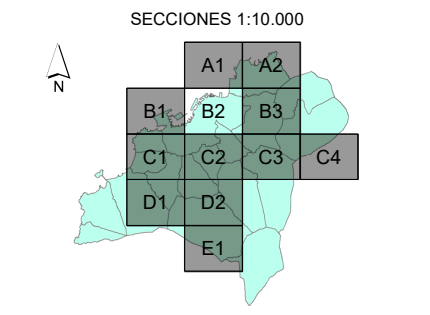 SECCIONES 1:10.000
A1 A2
N
B1 B2 B3
C1 C2 C3 C4
D1 D2
E1